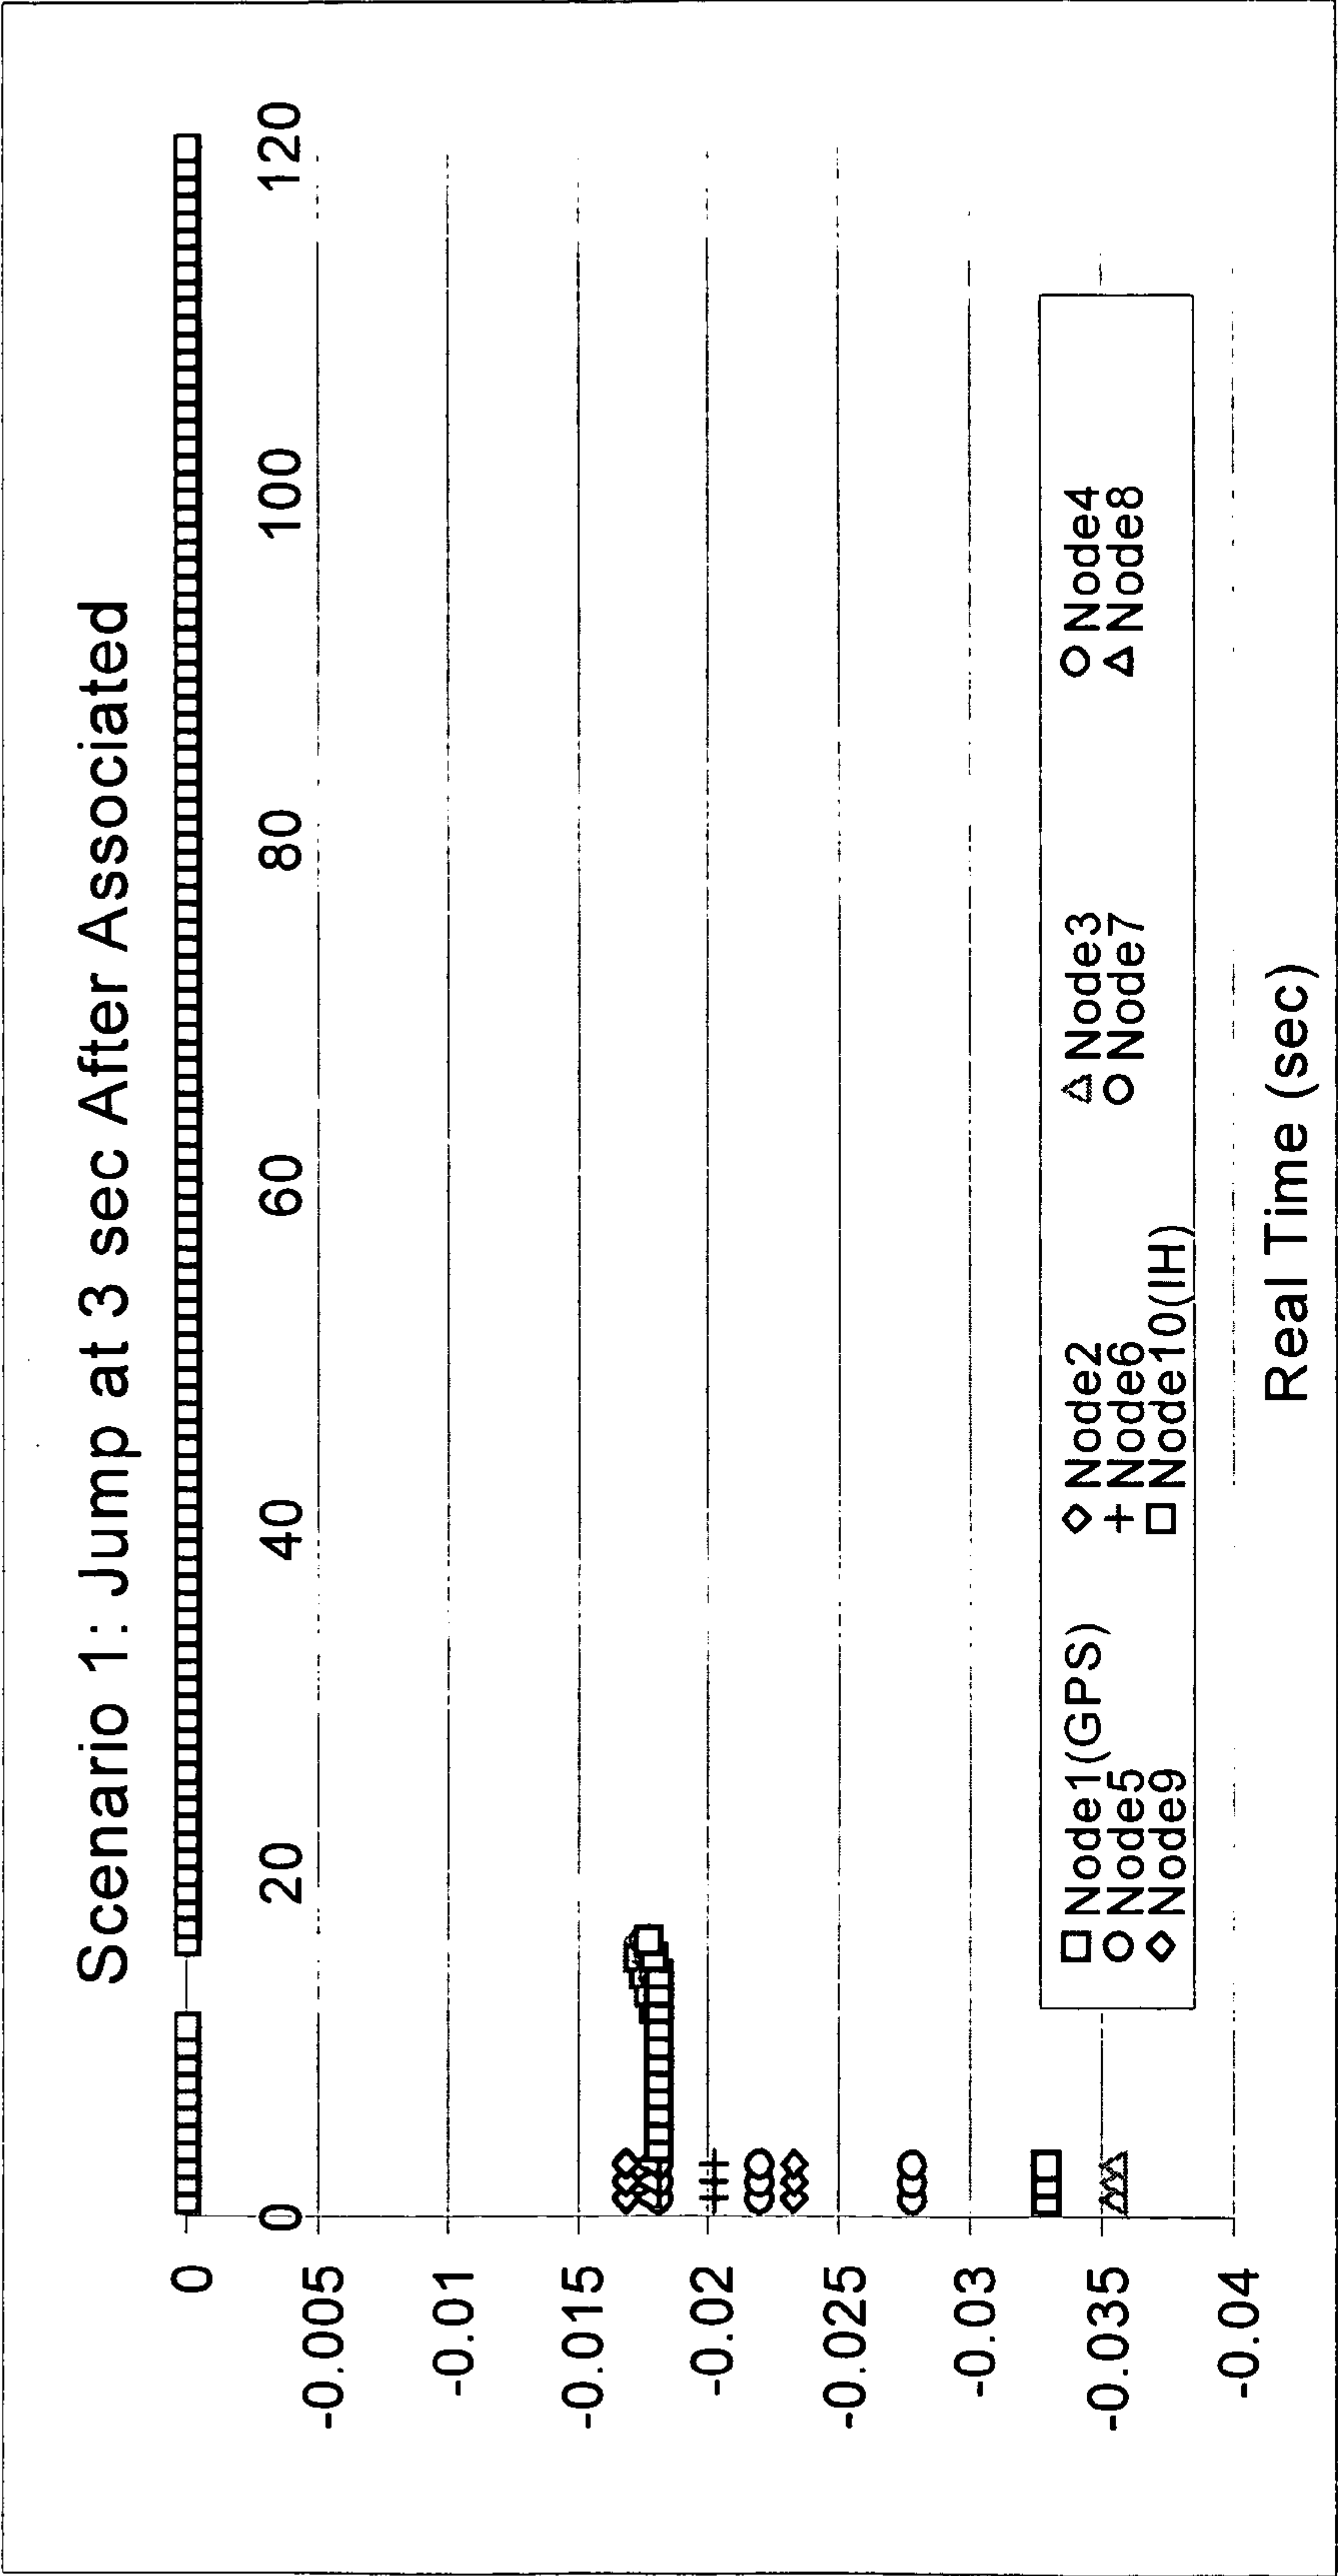 Scenario 1: Jump at 3 sec After Associated
0
0 20 40 60 80 100 120
-0.005
-0.01
-0.015
-0.02
-0.025
-0.03
-0.035
-0.04
Node1(GPS) Node2 Node3 Node4
Node5 Node6 Node7 Node8
Node9 Node10(IH)
Real Time (sec)